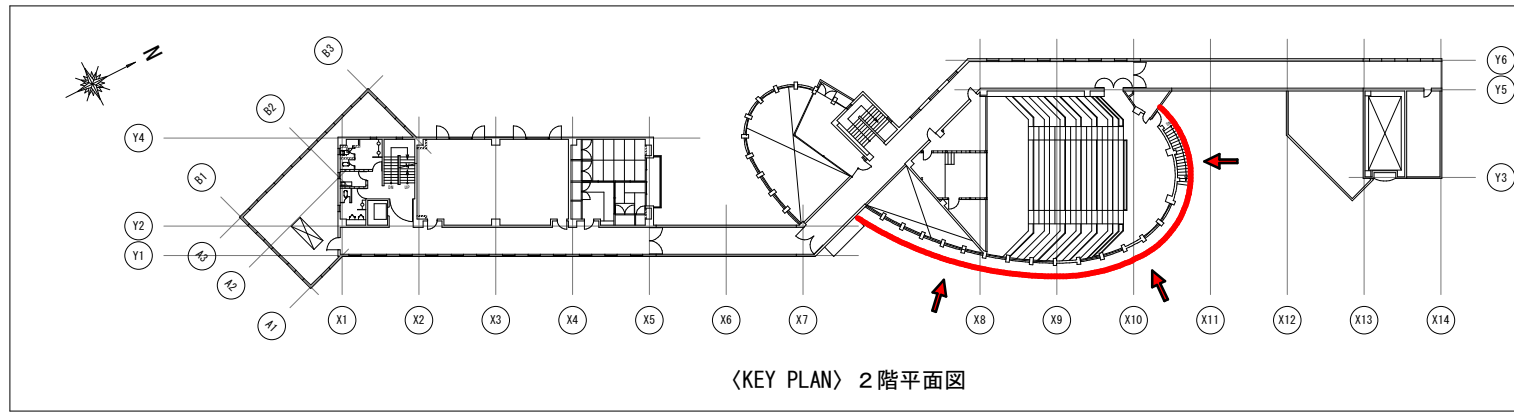 N
B3
B2
B1
A3
A2
A1
Y4
Y2
Y1
Y6
Y5
Y3
X1 X2 X3 X4 X5 X6 X7 X8 X9 X10 X11 X12 X13 X14
〈KEY PLAN〉 2階平面図